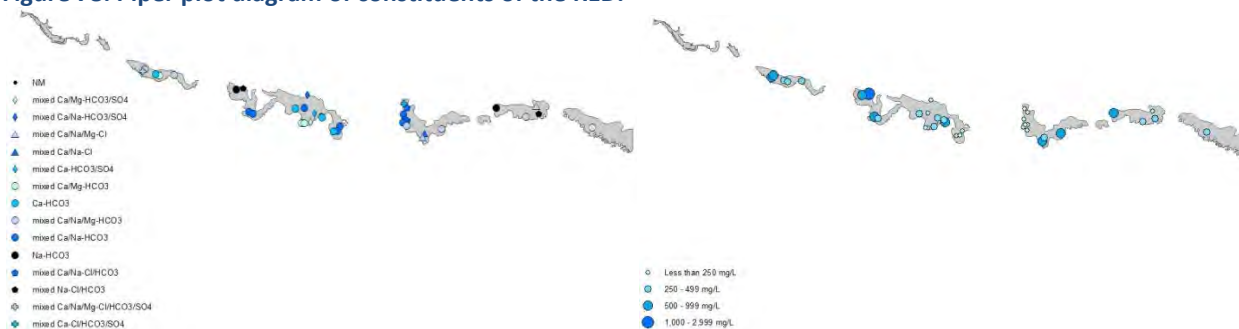 Figure 75. Piper plot diagram of constituents of the NEB.
NM
mixed Ca/Mg-HCO3/SO4
mixed Ca/Na-HCO3/SO4
mixed Ca/Na/Mg-Cl
mixed Ca/Na-Cl
mixed Ca-HCO3/SO4
mixed Ca/Mg-HCO3
Ca-HCO3
mixed Ca/Na/Mg-HCO3
mixed Ca/Na-HCO3
Na-HCO3
mixed Ca/Na-Cl/HCO3
mixed Na-Cl/HCO3
mixed Ca/Na/Mg-Cl/HCO3/SO4
mixed Ca-Cl/HCO3/SO4
Less than 250 mg/L
250 - 499 mg/L
500 - 999 mg/L
1,000 - 2,999 mg/L